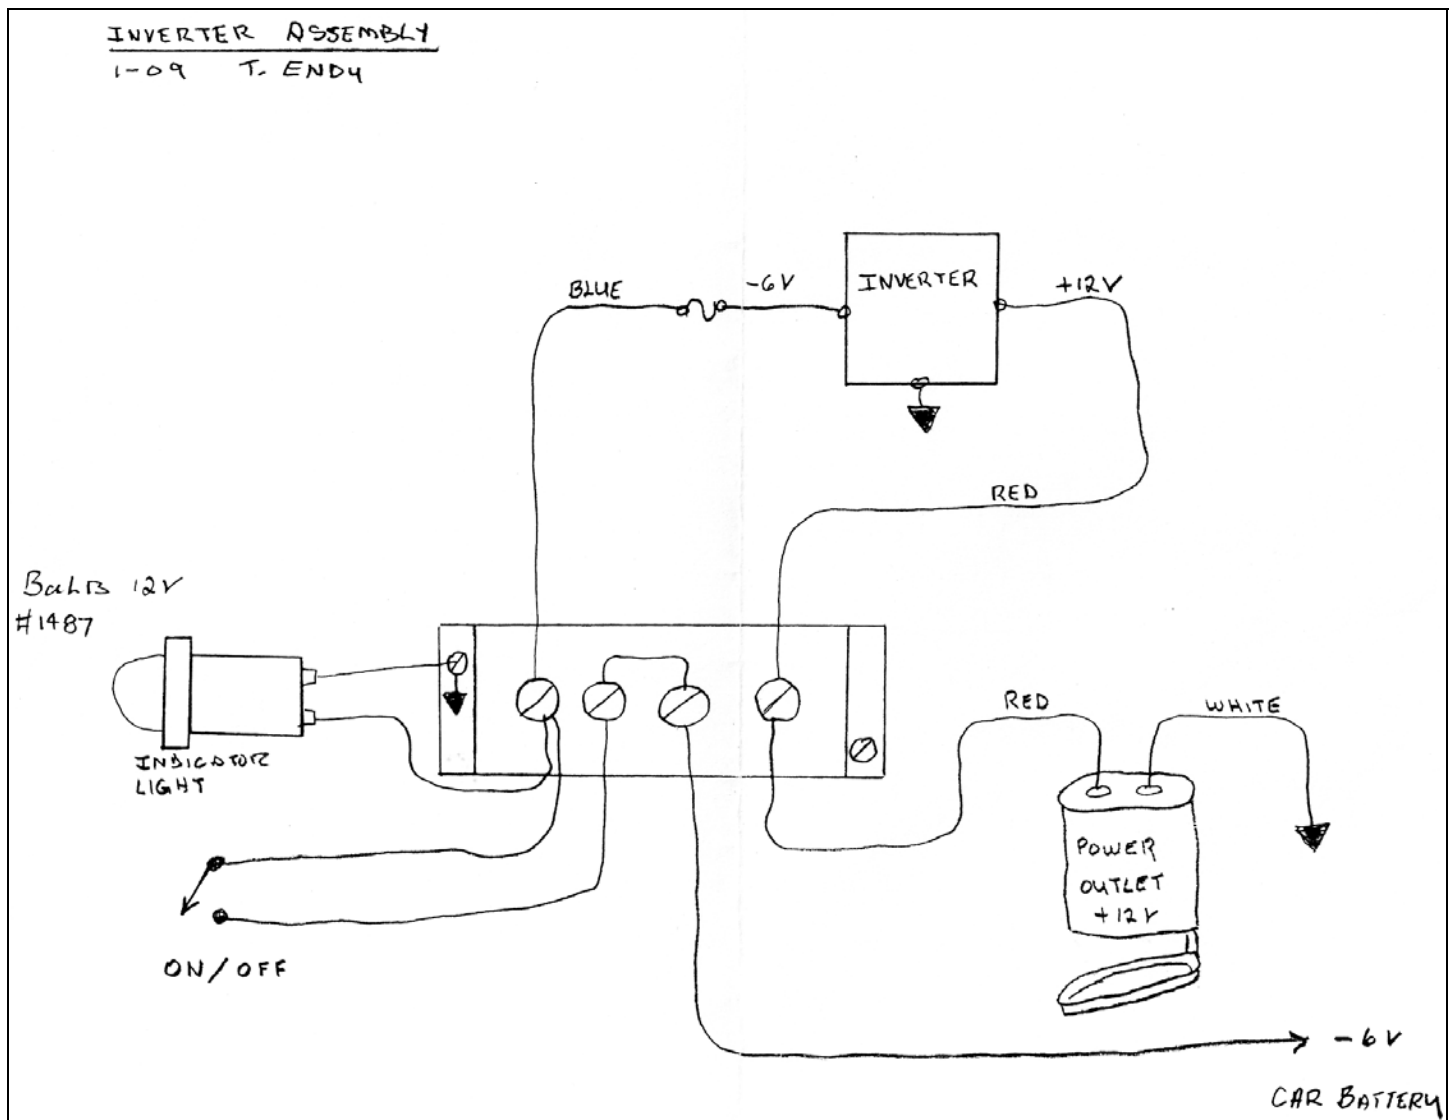 INVERTER ASSEMBLY
1-09 T. ENDY
BLUE
-6V
INVERTER
+12V
RED
BULB 12V
#1487
INDICATOR
LIGHT
ON/OFF
RED
WHITE
POWER
OUTLET
+12V
-6V
CAR BATTERY